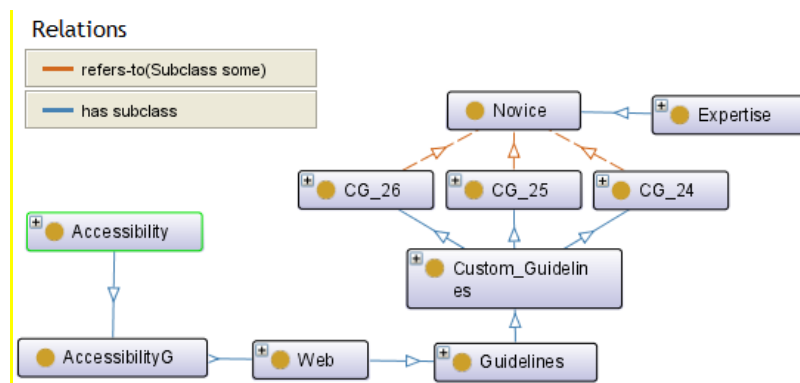 Relations
refers-to(Subclass some)
has subclass
Novice
Expertise
CG_26
CG_25
CG_24
Accessibility
Custom_Guidelin
es
AccessibilityG
Web
Guidelines